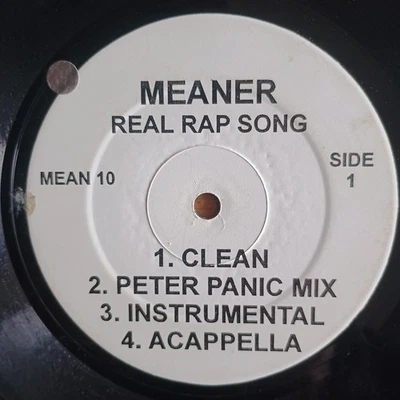 MEANER
REAL RAP SONG
MEAN 10
SIDE
1
1. CLEAN
2. PETER PANIC MIX
3. INSTRUMENTAL
4. ACAPPELLA